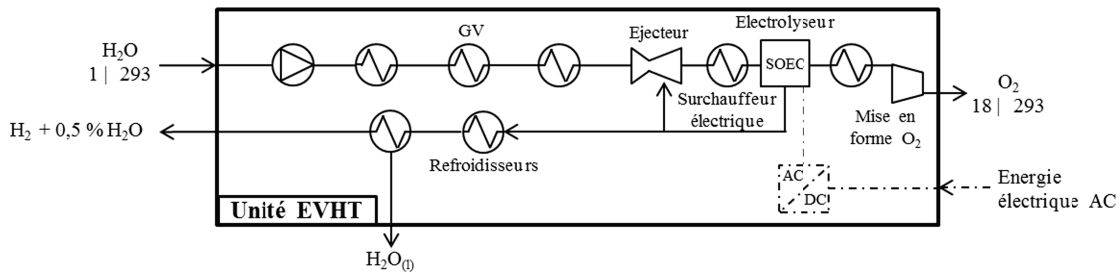 Electrolyseur
H₂O
1 | 293
GV
Ejecteur
SOEC
O₂
18 | 293
Surchauffeur
électrique
Mise en
forme O₂
H₂ + 0,5 % H₂O
Refroidisseurs
AC
DC
Energie
électrique AC
Unité EVHT
H₂O₍ₗ₎